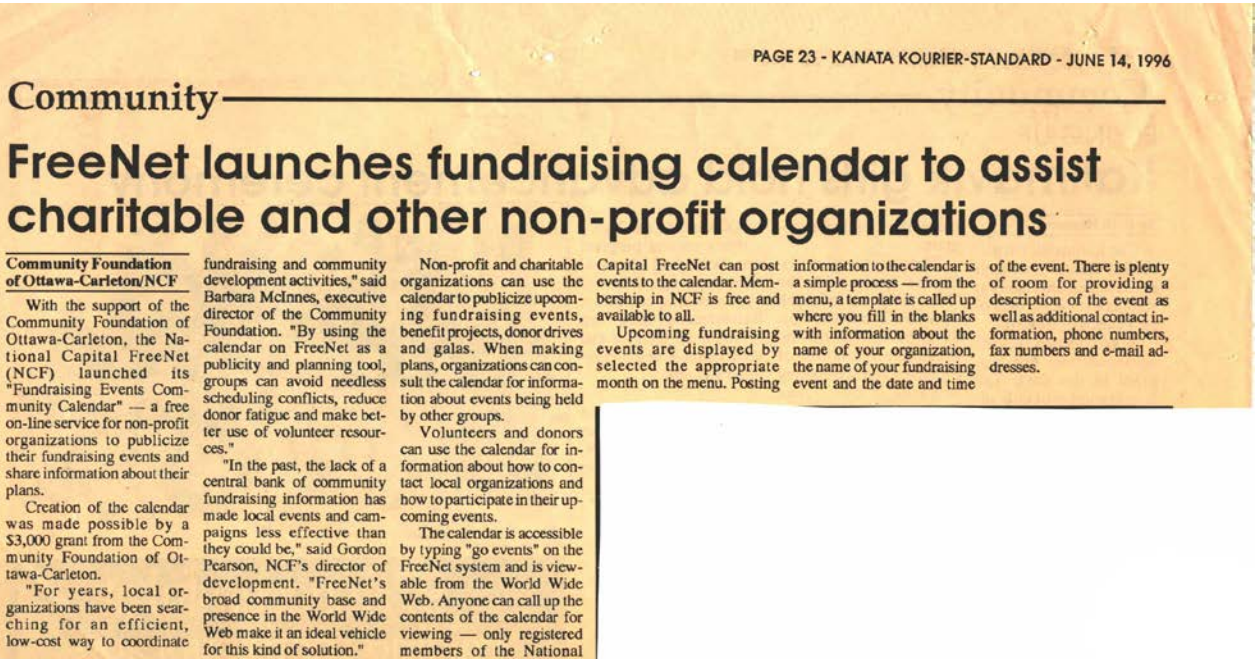 PAGE 23 - KANATA KOURIER-STANDARD - JUNE 14, 1996
Community
FreeNet launches fundraising calendar to assist
charitable and other non-profit organizations
Community Foundation
of Ottawa-Carleton/NCF
With the support of the
Community Foundation of
Ottawa-Carleton, the Na-
tional Capital FreeNet
(NCF) launched its
"Fundraising Events Com-
munity Calendar" — a free
on-line service for non-profit
organizations to publicize
their fundraising events and
share information about their
plans.
Creation of the calendar
was made possible by a
$3,000 grant from the Com-
munity Foundation of Ot-
tawa-Carleton.
"For years, local or-
ganizations have been sear-
ching for an efficient,
low-cost way to coordinate
fundraising and community
development activities," said
Barbara McInnes, executive
director of the Community
Foundation. "By using the
calendar on FreeNet as a
publicity and planning tool,
groups can avoid needless
scheduling conflicts, reduce
donor fatigue and make bet-
ter use of volunteer resour-
ces."
"In the past, the lack of a
central bank of community
fundraising information has
made local events and cam-
paigns less effective than
they could be," said Gordon
Pearson, NCF's director of
development. "FreeNet's
broad community base and
presence in the World Wide
Web make it an ideal vehicle
for this kind of solution."
Non-profit and charitable
organizations can use the
calendar to publicize upcom-
ing fundraising events,
benefit projects, donor drives
and galas. When making
plans, organizations can con-
sult the calendar for informa-
tion about events being held
by other groups.
Volunteers and donors
can use the calendar for in-
formation about how to con-
tact local organizations and
how to participate in their up-
coming events.
The calendar is accessible
by typing "go events" on the
FreeNet system and is view-
able from the World Wide
Web. Anyone can call up the
contents of the calendar for
viewing — only registered
members of the National
Capital FreeNet can post
events to the calendar. Mem-
bership in NCF is free and
available to all.
Upcoming fundraising
events are displayed by
selected the appropriate
month on the menu. Posting
information to the calendar is
a simple process — from the
menu, a template is called up
where you fill in the blanks
with information about the
name of your organization,
the name of your fundraising
event and the date and time
of the event. There is plenty
of room for providing a
description of the event as
well as additional contact in-
formation, phone numbers,
fax numbers and e-mail ad-
dresses.